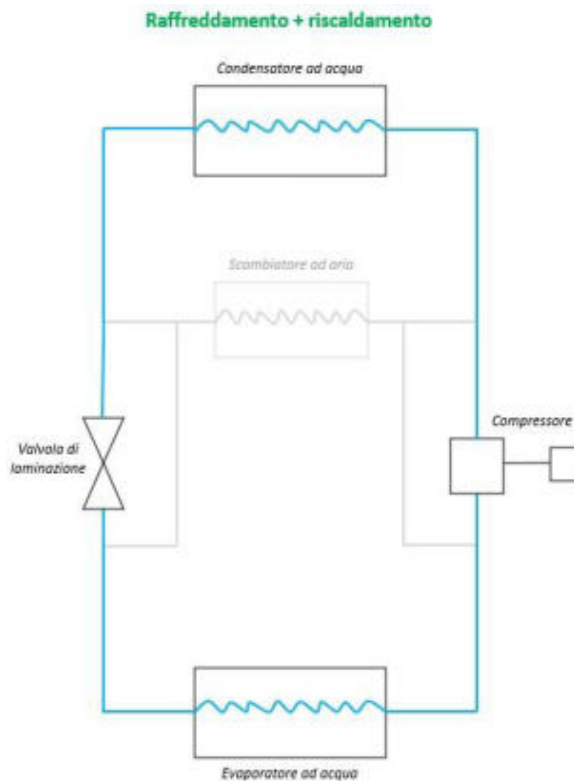 Raffreddamento + riscaldamento
Condensatore ad acqua
Scambiatore ad aria
Compressore
Valvola di
laminazione
Evaporatore ad acqua